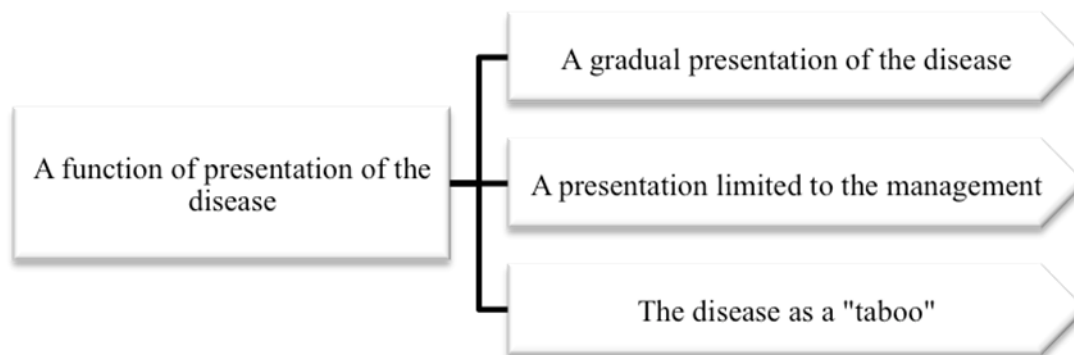 A function of presentation of the
disease
A gradual presentation of the disease
A presentation limited to the management
The disease as a "taboo"